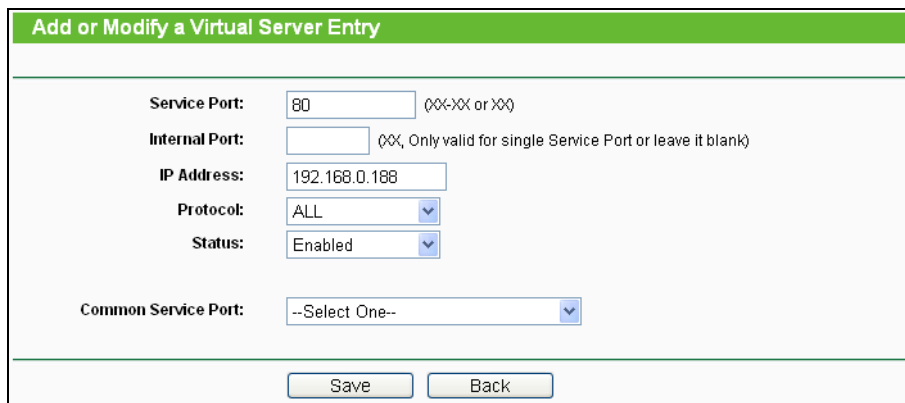 Add or Modify a Virtual Server Entry
Service Port: 80 (XX-XX or XX)
Internal Port: (XX, Only valid for single Service Port or leave it blank)
IP Address: 192.168.0.188
Protocol: ALL
Status: Enabled
Common Service Port: --Select One--
Save Back